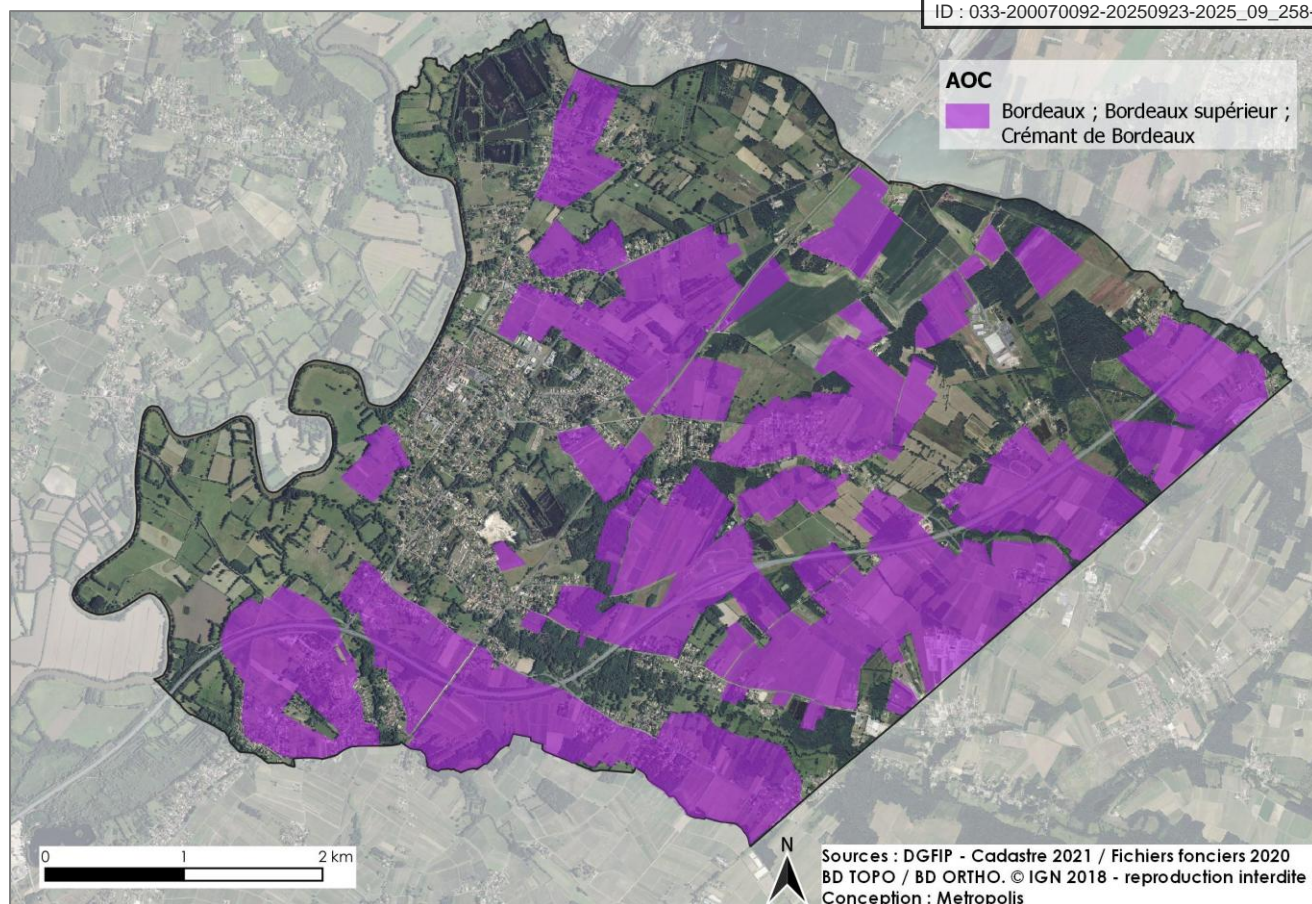 ID : 033-200070092-20250923-2025_09_258-
AOC
Bordeaux ; Bordeaux supérieur ;
Crémant de Bordeaux
0 1 2 km
N
Sources : DGFIP - Cadastre 2021 / Fichiers fonciers 2020
BD TOPO / BD ORTHO. © IGN 2018 - reproduction interdite
Conception : Metropolis